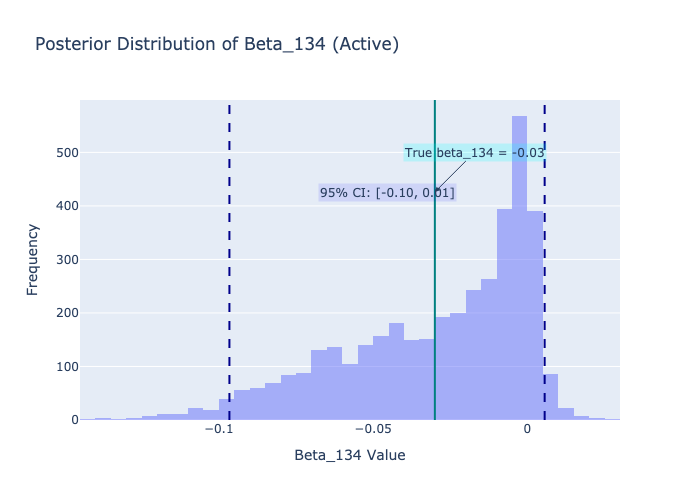 Posterior Distribution of Beta_134 (Active)
500
True beta_134 = -0.03
95% CI: [-0.10, 0.01]
400
300
200
100
0
Frequency
−0.1
−0.05
0
Beta_134 Value